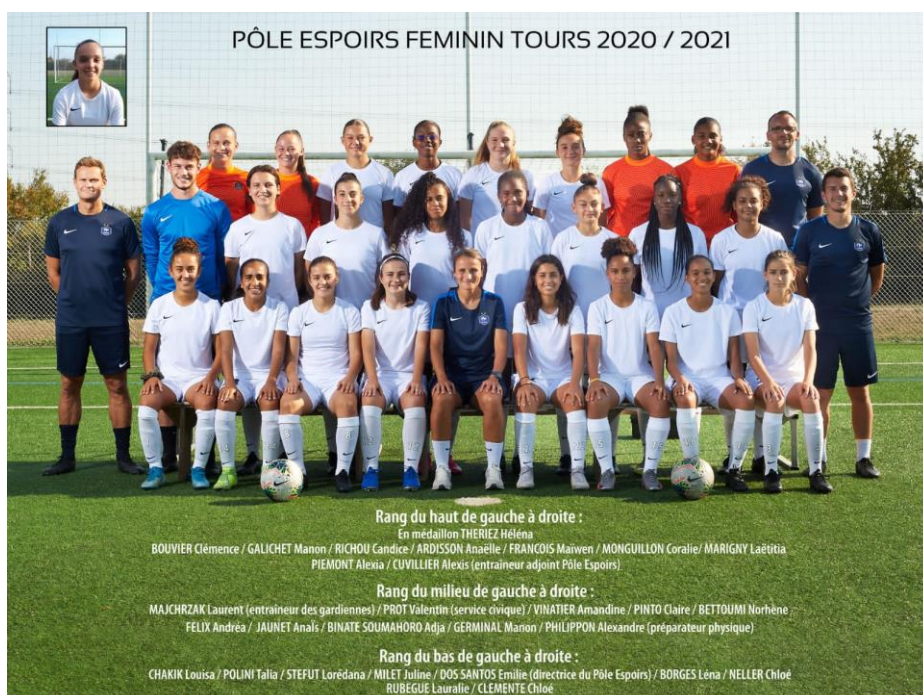 PÔLE ESPOIRS FEMININ TOURS 2020 / 2021
Rang du haut de gauche à droite :
En médaillon THERIEZ Héléna
BOUVIER Clémence / GALICHET Manon / RICHOU Candice / ARDISSON Anaëlle / FRANCOIS Maïwen / MONGUILLON Coralie/ MARIGNY Laëtitia
PIEMONT Alexia / CUVILLIER Alexis (entraîneur adjoint Pôle Espoirs)
Rang du milieu de gauche à droite :
MAJCHRZAK Laurent (entraineur des gardiennes) / PROT Valentin (service civique) / VINATIER Amandine / PINTO Claire / BETTOUMI Norhène
FELIX Andréa / JAUNET Anaïs / BINATE SOUMAHORO Adja / GERMINAL Manon / PHILIPPON Alexandre (préparateur physique)
Rang du bas de gauche à droite :
CHAKIK Louisa / POLINI Talia / STEFUT Lorédana / MILET Juline / DOS SANTOS Emilie (directrice du Pôle Espoirs) / BORGES Léna / NELLER Chloé
RUBEGUE Lauralie / CLEMENTE Chloé